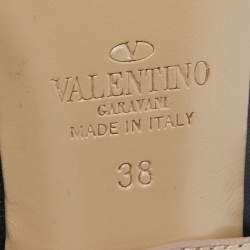 VALENTINO
GARAVANI
MADE IN ITALY
38